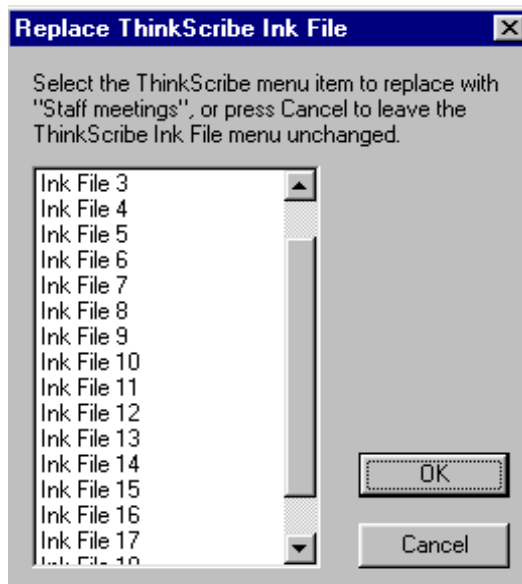 Replace ThinkScribe Ink File
Select the ThinkScribe menu item to replace with
"Staff meetings", or press Cancel to leave the
ThinkScribe Ink File menu unchanged.
Ink File 3
Ink File 4
Ink File 5
Ink File 6
Ink File 7
Ink File 8
Ink File 9
Ink File 10
Ink File 11
Ink File 12
Ink File 13
Ink File 14
Ink File 15
Ink File 16
Ink File 17
Ink File
OK
Cancel